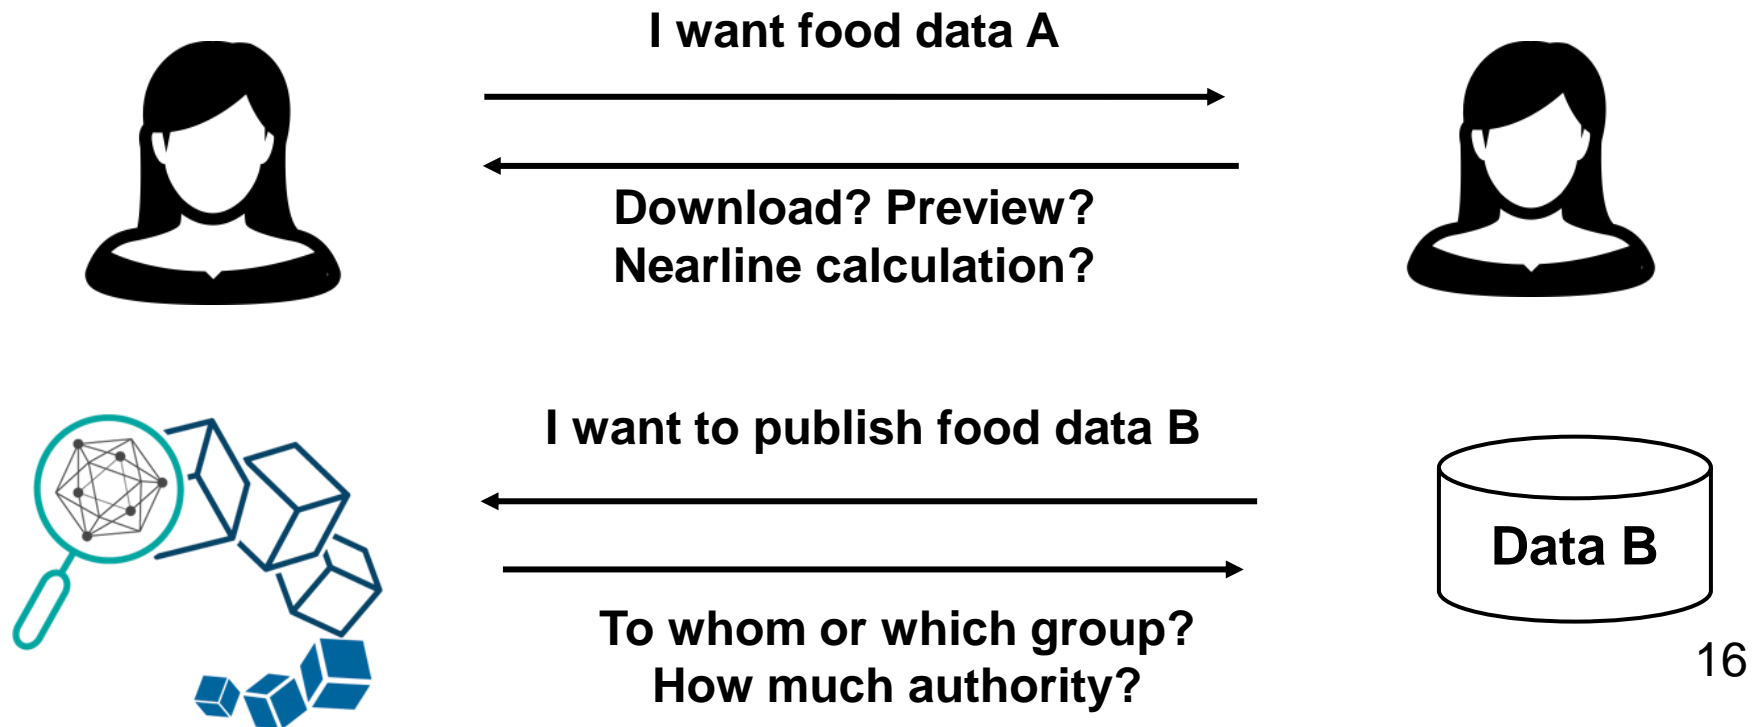 I want food data A
Download? Preview?
Nearline calculation?
I want to publish food data B
Data B
To whom or which group?
How much authority?
16